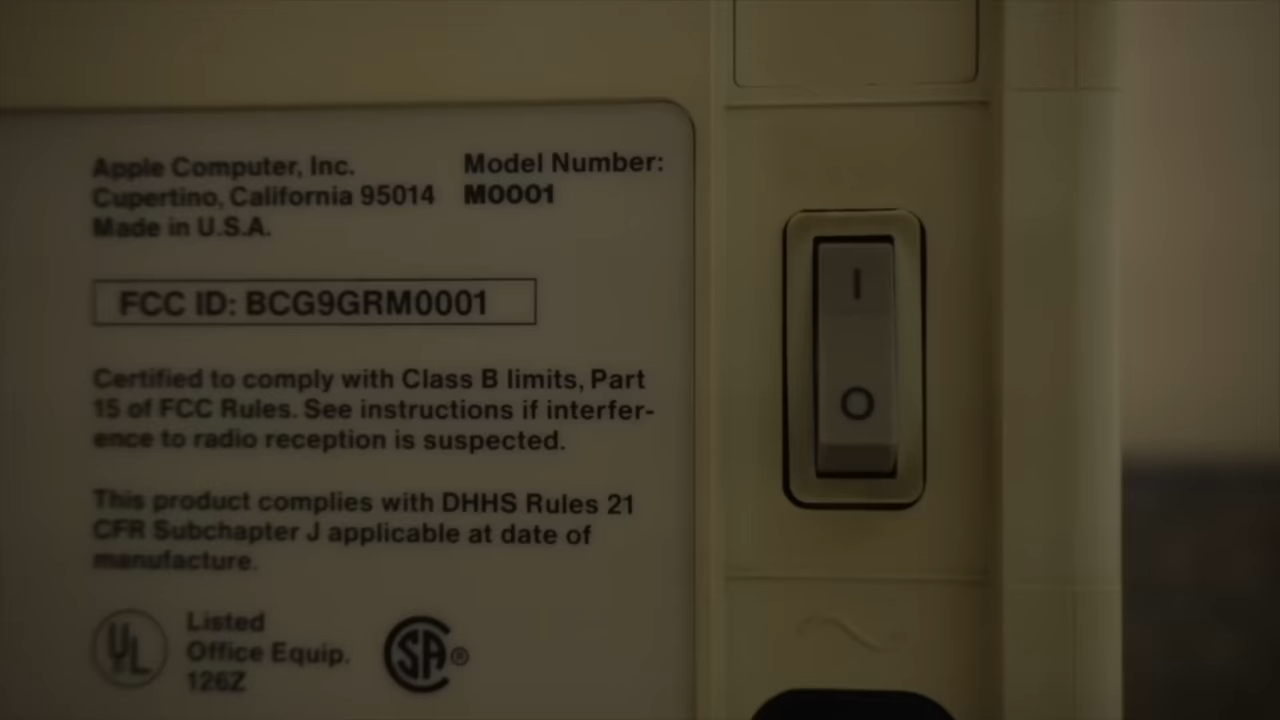 Apple Computer, Inc.
Cupertino, California 95014
Made in U.S.A.
Model Number:
M0001
FCC ID: BCG9GRM0001
Certified to comply with Class B limits, Part
15 of FCC Rules. See instructions if interfer-
ence to radio reception is suspected.
This product complies with DHHS Rules 21
CFR Subchapter J applicable at date of
manufacture.
UL
Listed
Office Equip.
126Z
SA®
I
O